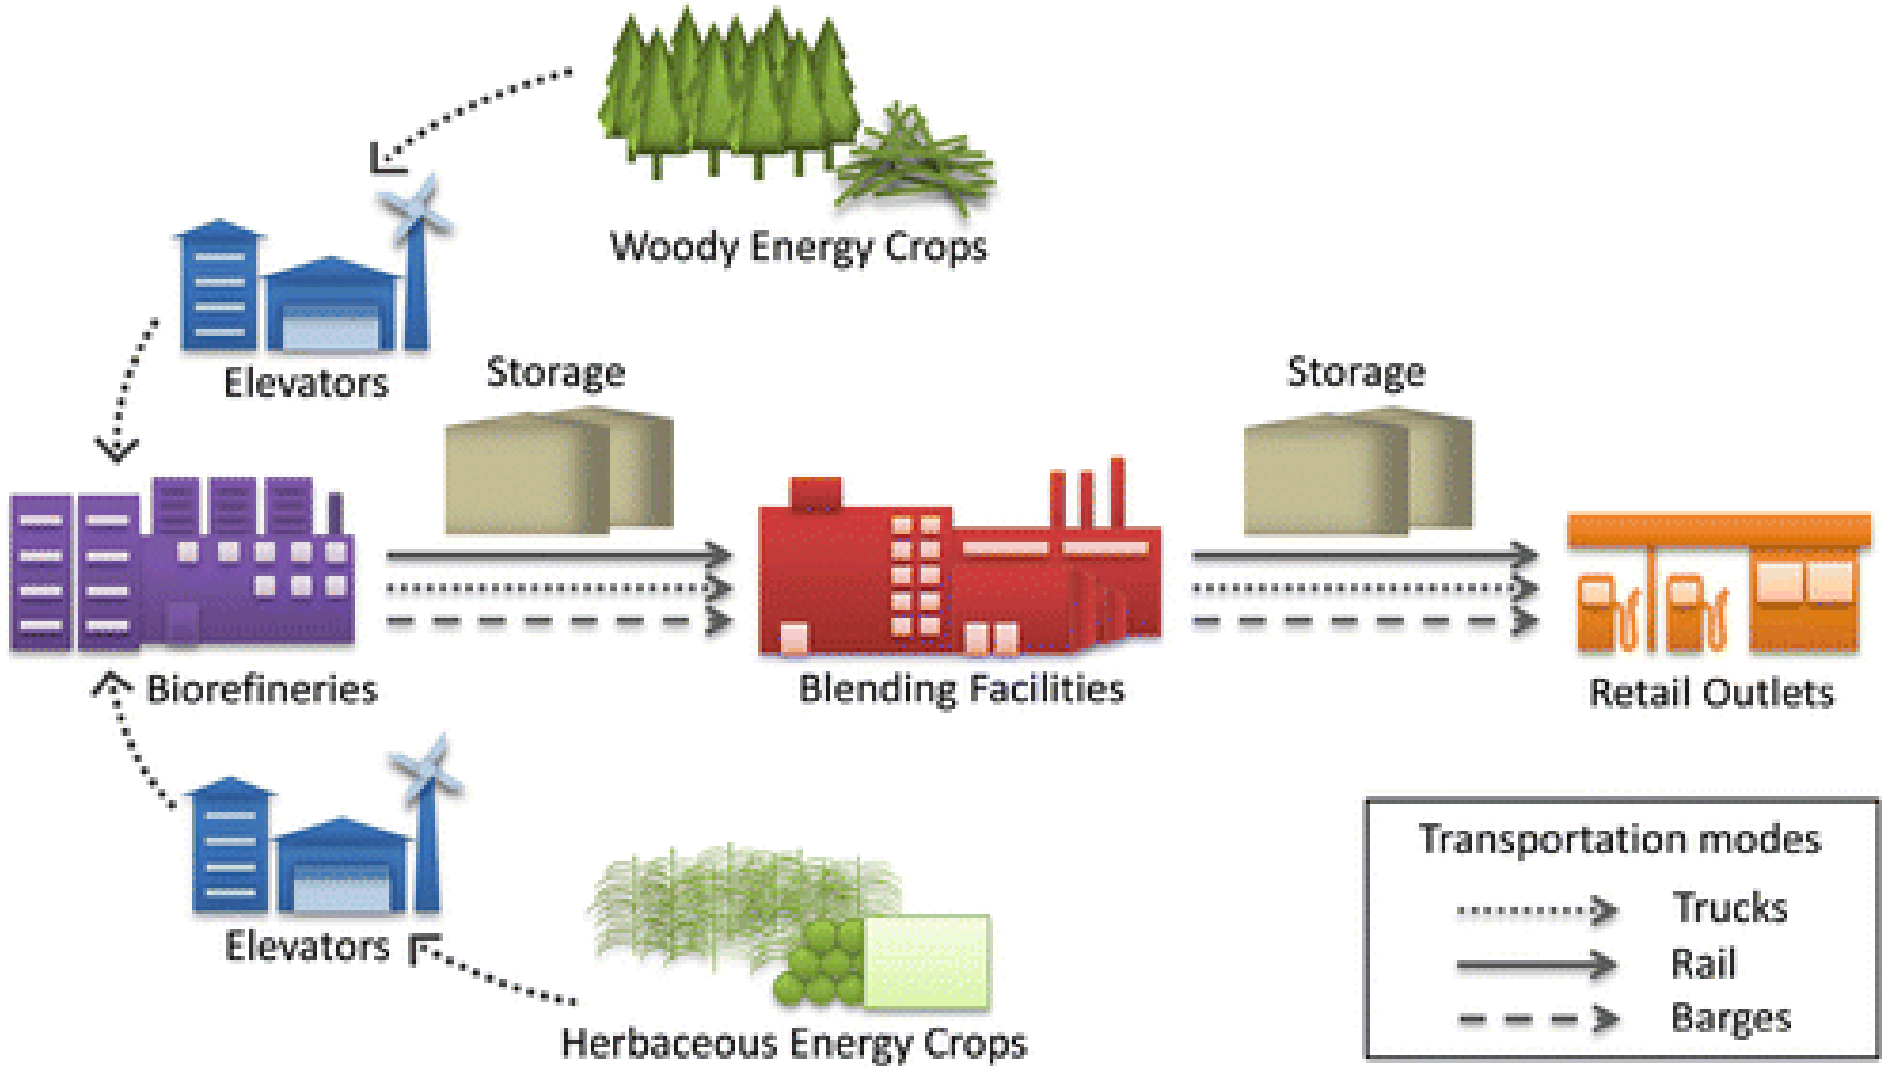 Woody Energy Crops
Elevators
Storage
Storage
Biorefineries
Blending Facilities
Retail Outlets
Elevators
Herbaceous Energy Crops
Transportation modes
Trucks
Rail
Barges